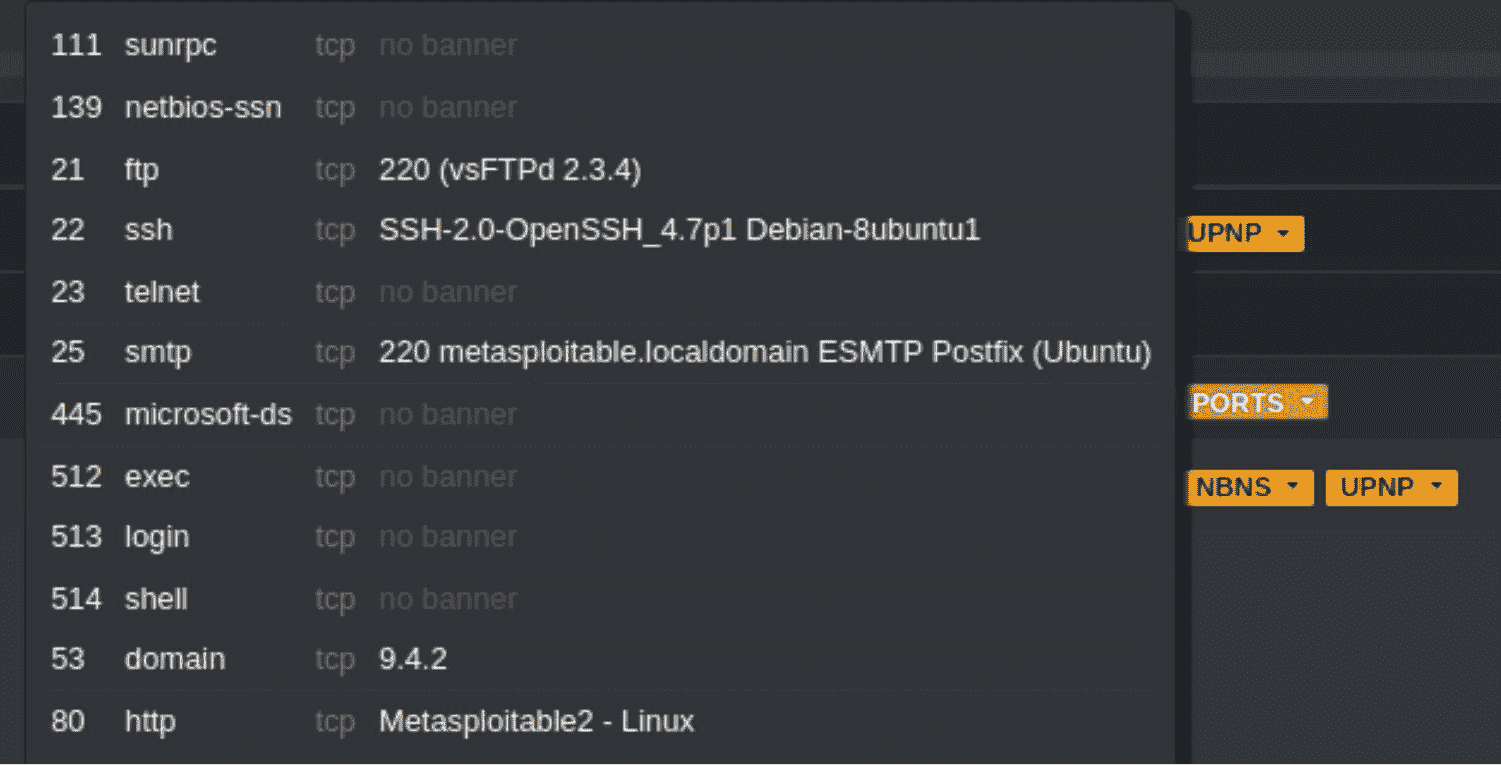 111 sunrpc tcp no banner
139 netbios-ssn tcp no banner
21 ftp tcp 220 (vsFTPd 2.3.4)
22 ssh tcp SSH-2.0-OpenSSH_4.7p1 Debian-8ubuntu1
UPNP
23 telnet tcp no banner
25 smtp tcp 220 metasploitable.localdomain ESMTP Postfix (Ubuntu)
PORTS
445 microsoft-ds tcp no banner
512 exec tcp no banner
NBNS UPNP
513 login tcp no banner
514 shell tcp no banner
53 domain tcp 9.4.2
80 http tcp Metasploitable2 - Linux